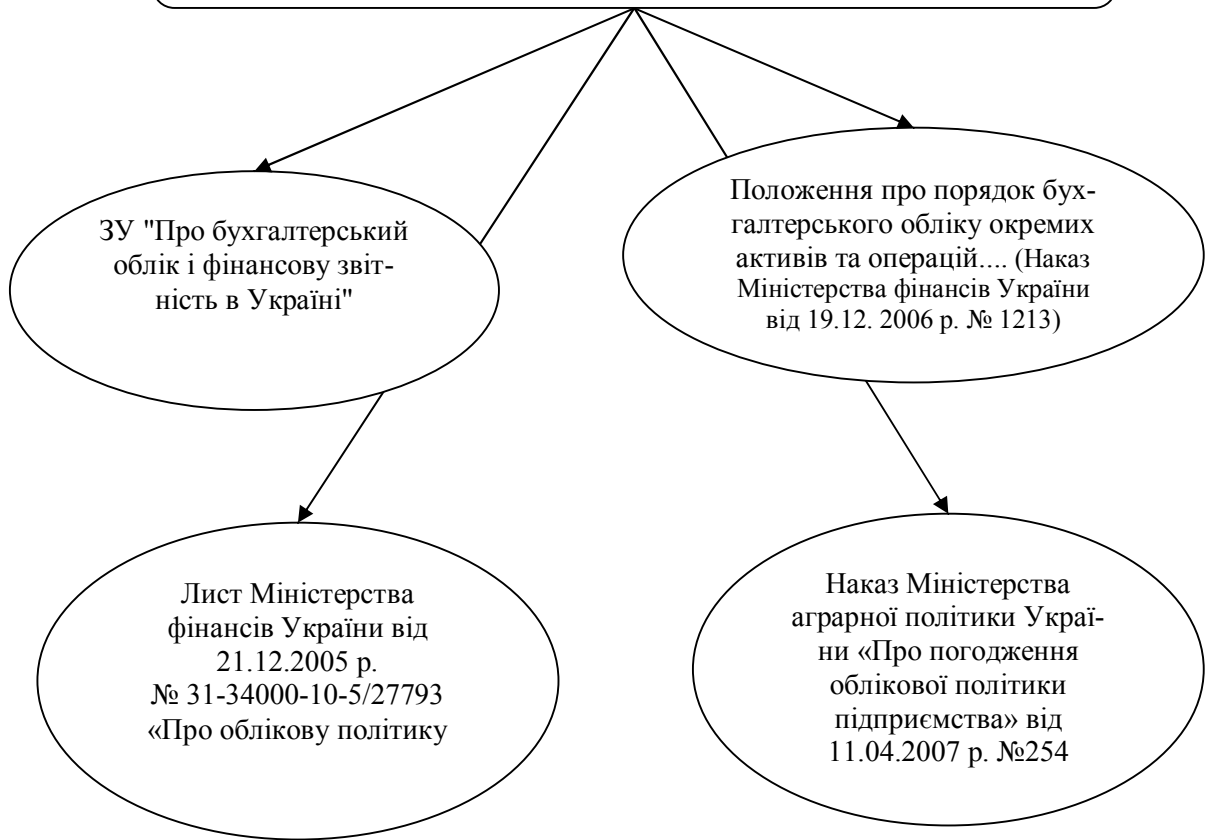 ЗУ "Про бухгалтерський
облік і фінансову звіт-
ність в Україні"
Положення про порядок бух-
галтерського обліку окремих
активів та операцій.... (Наказ
Міністерства фінансів України
від 19.12. 2006 р. № 1213)
Лист Міністерства
фінансів України від
21.12.2005 р.
№ 31-34000-10-5/27793
«Про облікову політику
Наказ Міністерства
аграрної політики Украї-
ни «Про погодження
облікової політики
підприємства» від
11.04.2007 р. №254